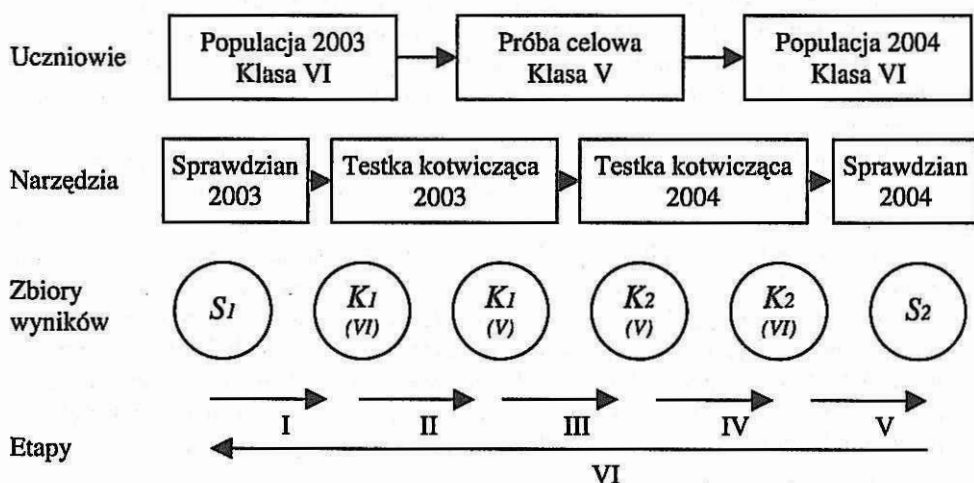 Uczniowie
Populacja 2003
Klasa VI
Próba celowa
Klasa V
Populacja 2004
Klasa VI
Narzędzia
Sprawdzian
2003
Testka kotwicząca
2003
Testka kotwicząca
2004
Sprawdzian
2004
Zbiory
wyników
S1
K1
(VI)
K1
(V)
K2
(V)
K2
(VI)
S2
I
II
III
IV
V
Etapy
VI